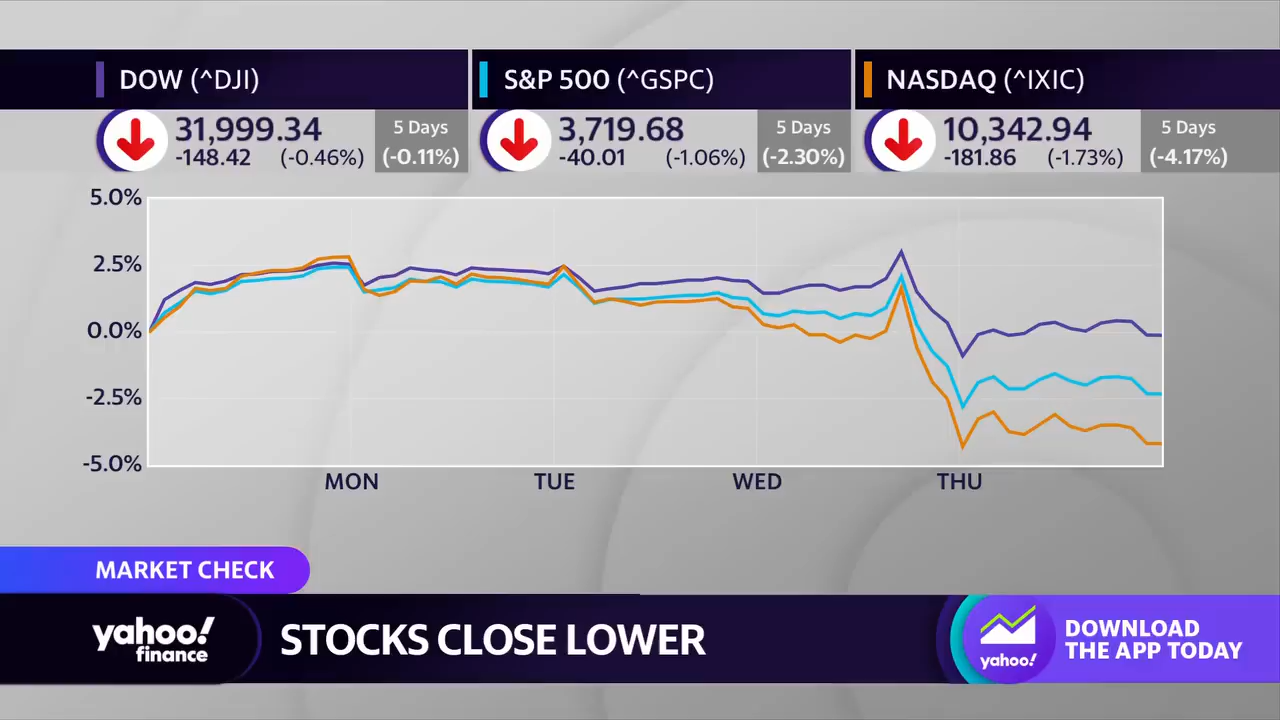 DOW (^DJI)
31,999.34
-148.42 (-0.46%)
5 Days
(-0.11%)
S&P 500 (^GSPC)
3,719.68
-40.01 (-1.06%)
5 Days
(-2.30%)
NASDAQ (^IXIC)
10,342.94
-181.86 (-1.73%)
5 Days
(-4.17%)
5.0%
2.5%
0.0%
-2.5%
-5.0%
MON TUE WED THU
MARKET CHECK
yahoo!
finance
STOCKS CLOSE LOWER
yahoo!
DOWNLOAD
THE APP TODAY